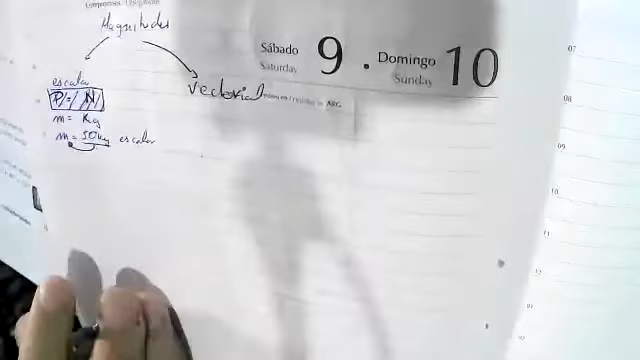 Magnitudes
Sábado 9 . Domingo 10
Saturday Sunday
escalar
vectorial
m = Kg
m = 50kg escalar
07
08
09
10
11
12